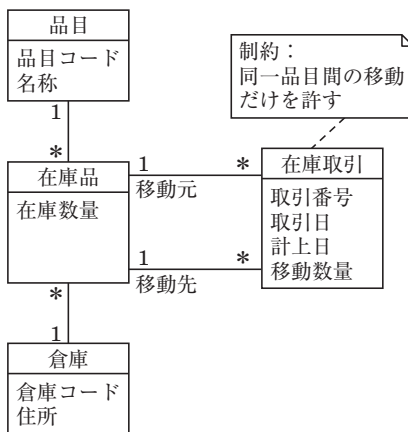 品目
品目コード
名称
制約：
同一品目間の移動
だけを許す
1
*
在庫品
在庫数量
1
*
移動元
1
*
移動先
在庫取引
取引番号
取引日
計上日
移動数量
*
1
倉庫
倉庫コード
住所